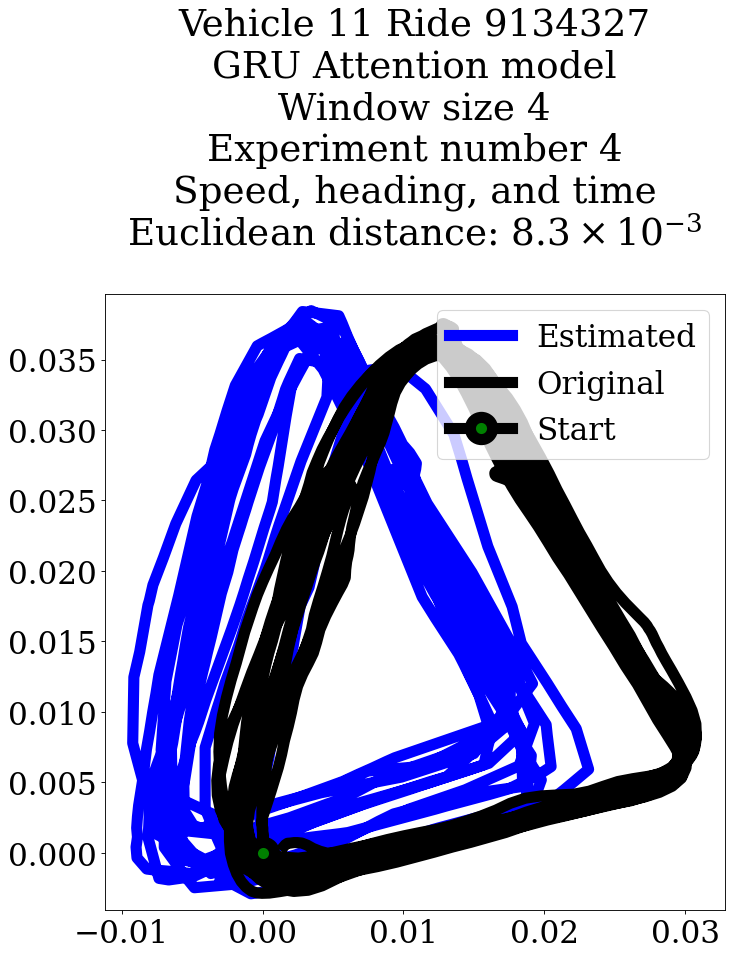 Vehicle 11 Ride 9134327
GRU Attention model
Window size 4
Experiment number 4
Speed, heading, and time
Euclidean distance: 8.3 × 10⁻³
Estimated
Original
Start
0.035
0.030
0.025
0.020
0.015
0.010
0.005
0.000
−0.01 0.00 0.01 0.02 0.03